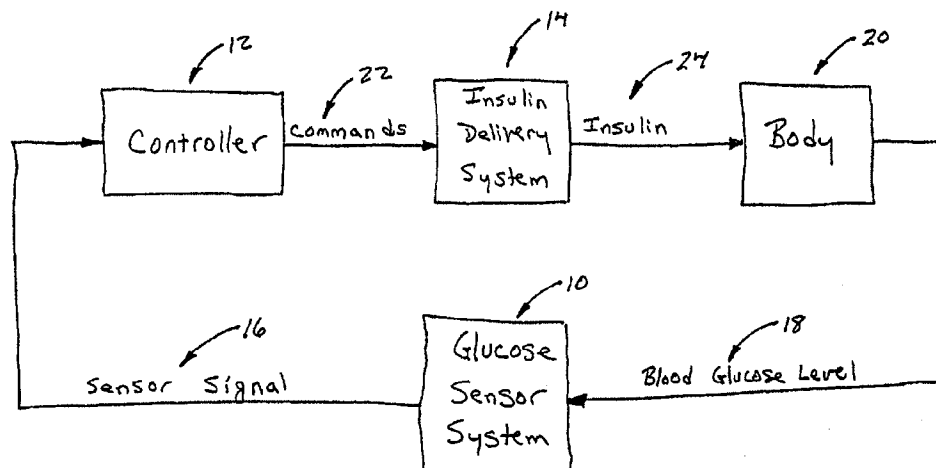 12
22
14
24
20
Controller
commands
Insulin
Delivery
System
Insulin
Body
16
10
18
Sensor Signal
Glucose
Sensor
System
Blood Glucose Level